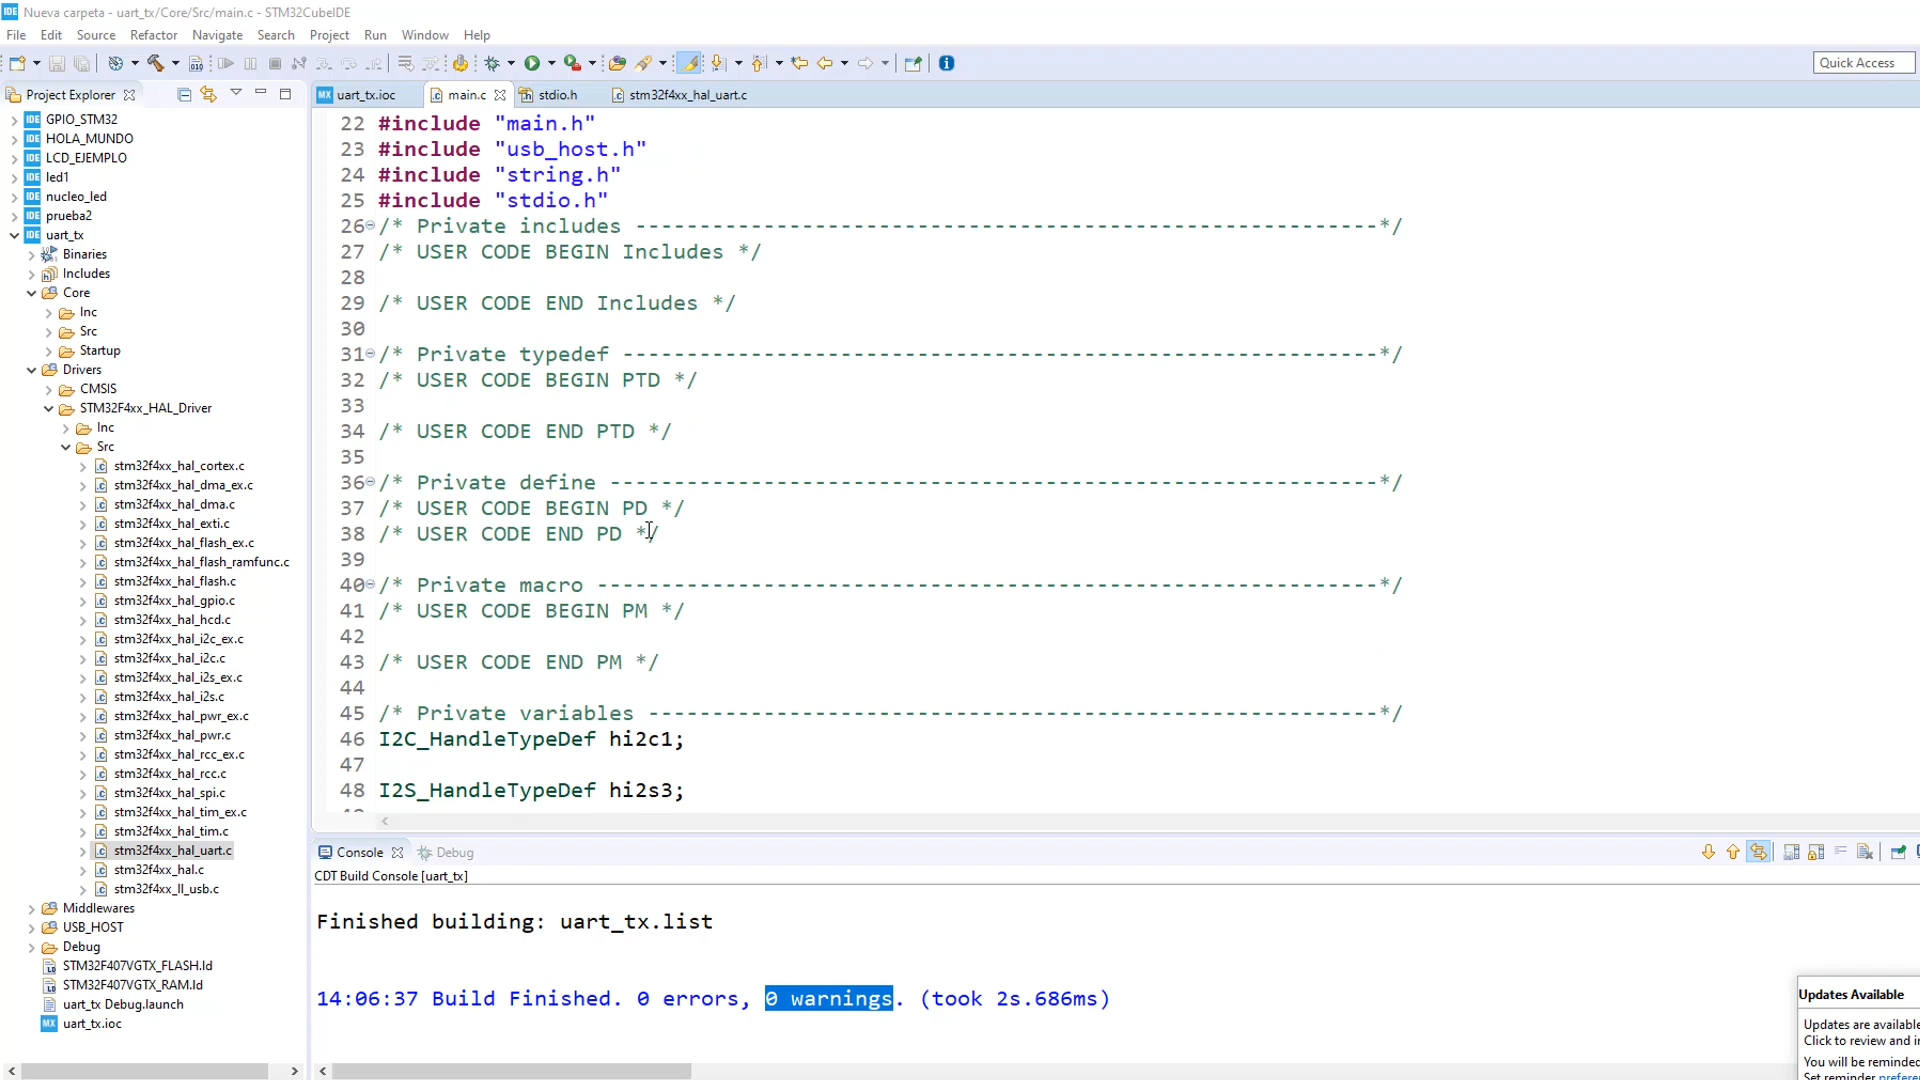 Nueva carpeta - uart_tx/Core/Src/main.c - STM32CubeIDE
File Edit Source Refactor Navigate Search Project Run Window Help
Quick Access
Project Explorer
GPIO_STM32
HOLA_MUNDO
LCD_EJEMPLO
led1
nucleo_led
prueba2
uart_tx
Binaries
Includes
Core
Inc
Src
Startup
Drivers
CMSIS
STM32F4xx_HAL_Driver
Inc
Src
stm32f4xx_hal_cortex.c
stm32f4xx_hal_dma_ex.c
stm32f4xx_hal_dma.c
stm32f4xx_hal_exti.c
stm32f4xx_hal_flash_ex.c
stm32f4xx_hal_flash_ramfunc.c
stm32f4xx_hal_flash.c
stm32f4xx_hal_gpio.c
stm32f4xx_hal_hcd.c
stm32f4xx_hal_i2c_ex.c
stm32f4xx_hal_i2c.c
stm32f4xx_hal_i2s_ex.c
stm32f4xx_hal_i2s.c
stm32f4xx_hal_pwr_ex.c
stm32f4xx_hal_pwr.c
stm32f4xx_hal_rcc_ex.c
stm32f4xx_hal_rcc.c
stm32f4xx_hal_spi.c
stm32f4xx_hal_tim_ex.c
stm32f4xx_hal_tim.c
stm32f4xx_hal_uart.c
stm32f4xx_hal.c
stm32f4xx_ll_usb.c
Middlewares
USB_HOST
Debug
STM32F407VGTX_FLASH.ld
STM32F407VGTX_RAM.ld
uart_tx Debug.launch
uart_tx.ioc
uart_tx.ioc main.c stdio.h stm32f4xx_hal_uart.c
22 #include "main.h"
23 #include "usb_host.h"
24 #include "string.h"
25 #include "stdio.h"
26 /* Private includes ----------------------------------------------------------*/
27 /* USER CODE BEGIN Includes */
28
29 /* USER CODE END Includes */
30
31 /* Private typedef -----------------------------------------------------------*/
32 /* USER CODE BEGIN PTD */
33
34 /* USER CODE END PTD */
35
36 /* Private define ------------------------------------------------------------*/
37 /* USER CODE BEGIN PD */
38 /* USER CODE END PD */
39
40 /* Private macro -------------------------------------------------------------*/
41 /* USER CODE BEGIN PM */
42
43 /* USER CODE END PM */
44
45 /* Private variables ---------------------------------------------------------*/
46 I2C_HandleTypeDef hi2c1;
47
48 I2S_HandleTypeDef hi2s3;
Console Debug
CDT Build Console [uart_tx]
Finished building: uart_tx.list
14:06:37 Build Finished. 0 errors, 0 warnings. (took 2s.686ms)
Updates Available
Updates are available
Click to review and in
You will be reminded
Set reminder